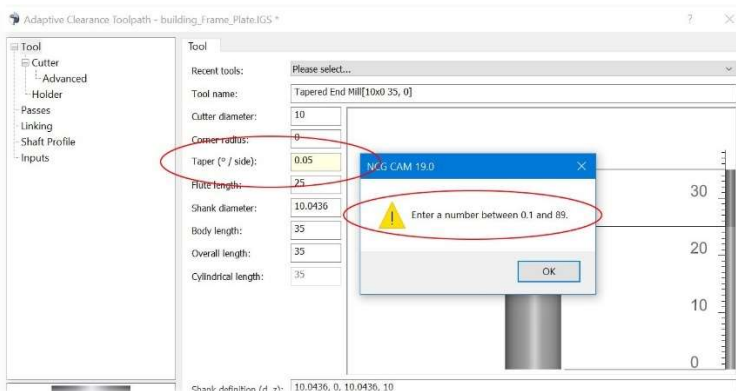 Adaptive Clearance Toolpath - building_Frame_Plate.IGS *
?
Tool
Cutter
Advanced
Holder
Passes
Linking
Shaft Profile
Inputs
Tool
Recent tools: Please select...
Tool name: Tapered End Mill[10x0 35, 0]
Cutter diameter: 10
Corner radius: 0
Taper (º / side): 0.05
Flute length: 25
Shank diameter: 10.0436
Body length: 35
Overall length: 35
Cylindrical length: 35
NCG CAM 19.0
Enter a number between 0.1 and 89.
OK
30
20
10
0
Shank definition (d, z): 10.0436, 0, 10.0436, 10